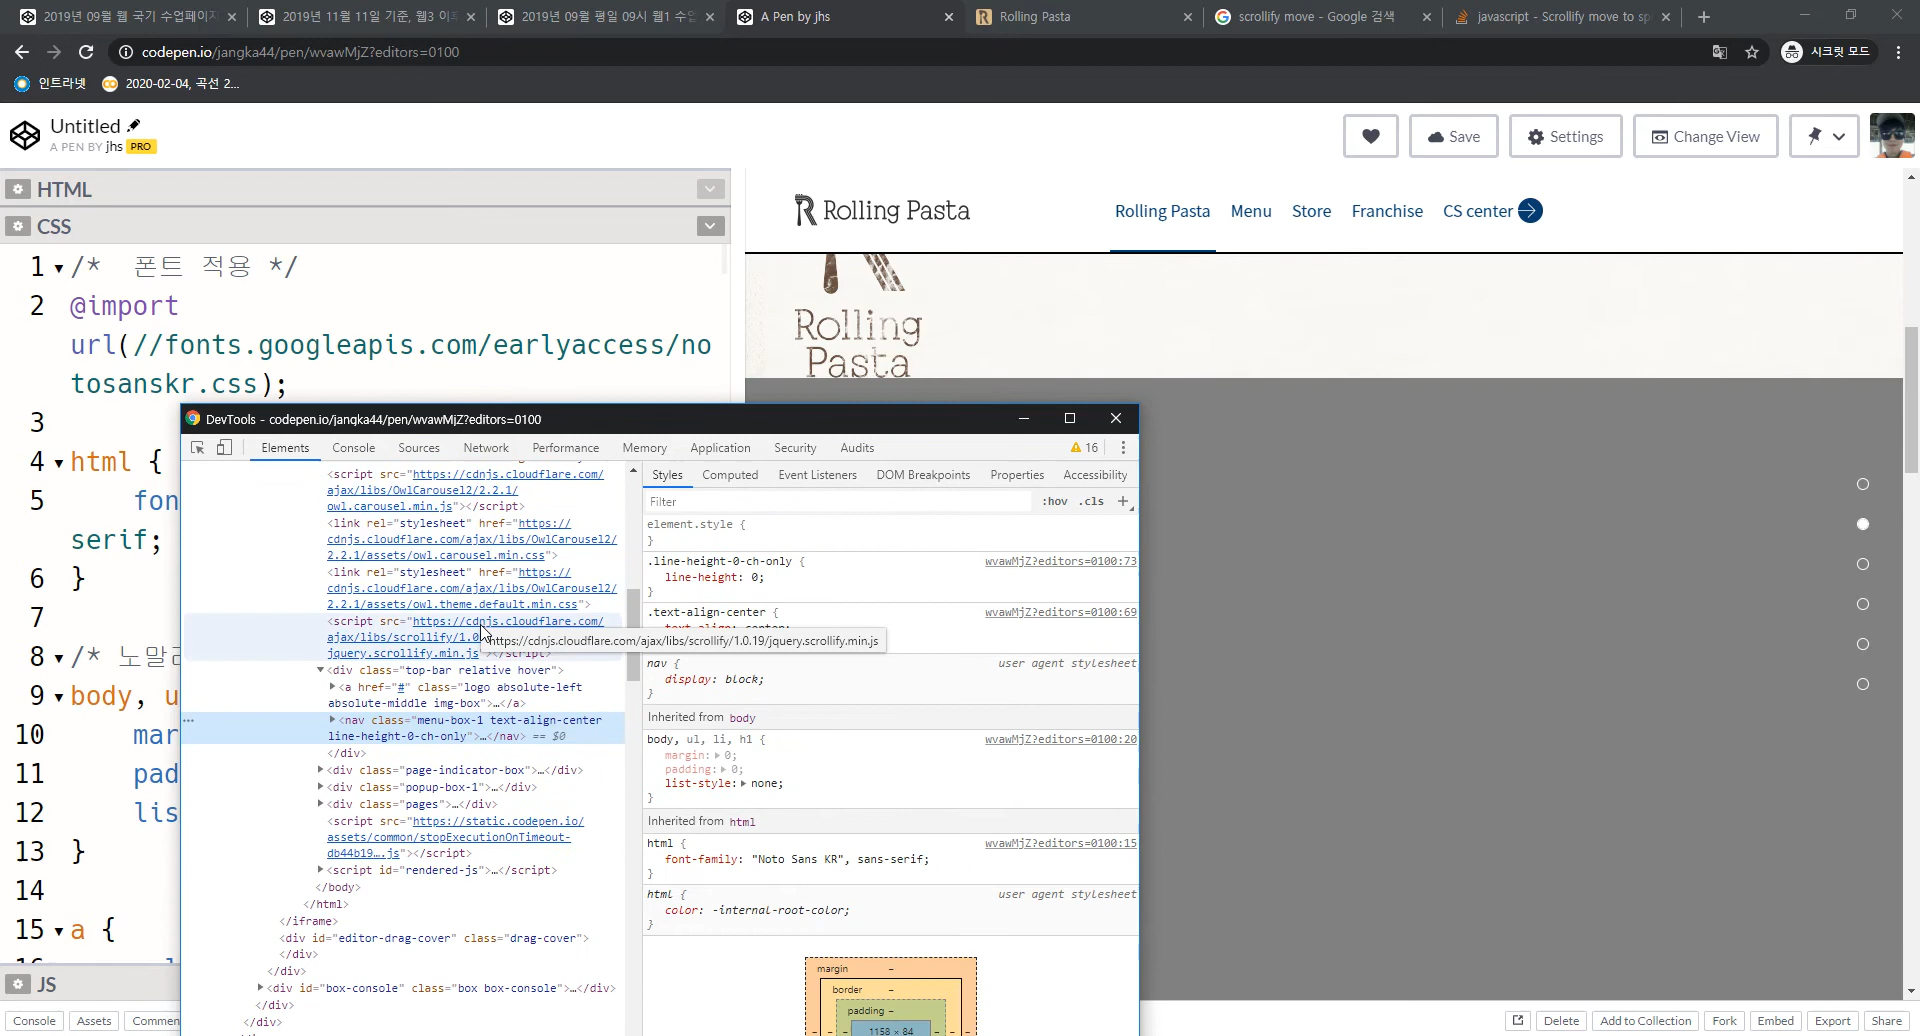 2019년 09월 웹 국기 수업페이지
2019년 11월 11일 기준, 웹3 이
2019년 09월 평일 09시 웹1 수
A Pen by jhs
Rolling Pasta
scrollify move - Google 검색
javascript - Scrollify move to sp
codepen.io/jangka44/pen/wvawMjZ?editors=0100
시크릿 모드
인트라넷
2020-02-04, 곡선 2...
Untitled
A PEN BY jhs PRO
Save
Settings
Change View
HTML
CSS
1 /* 폰트 적용 */
2 @import
url(//fonts.googleapis.com/earlyaccess/no
tosanskr.css);
3
4 html {
5 fon
serif;
6 }
7
8 /* 노말
9 body, u
10 mar
11 pad
12 lis
13 }
14
15 a {
JS
Console
Assets
Commen
Rolling Pasta
Rolling Pasta
Menu
Store
Franchise
CS center
Rolling
Pasta
DevTools - codepen.io/jangka44/pen/wvawMjZ?editors=0100
Elements
Console
Sources
Network
Performance
Memory
Application
Security
Audits
16
<script src="https://cdnjs.cloudflare.com/
ajax/libs/OwlCarousel2/2.2.1/
owl.carousel.min.js"></script>
<link rel="stylesheet" href="https://
cdnjs.cloudflare.com/ajax/libs/OwlCarousel2/
2.2.1/assets/owl.carousel.min.css">
<link rel="stylesheet" href="https://
cdnjs.cloudflare.com/ajax/libs/OwlCarousel2/
2.2.1/assets/owl.theme.default.min.css">
<script src="https://cdnjs.cloudflare.com/
ajax/libs/scrollify/1.0
jquery.scrollify.min.js"></script>
https://cdnjs.cloudflare.com/ajax/libs/scrollify/1.0.19/jquery.scrollify.min.js
<div class="top-bar relative hover">
<a href="#" class="logo absolute-left
absolute-middle img-box">…</a>
<nav class="menu-box-1 text-align-center
line-height-0-ch-only">…</nav> == $0
</div>
<div class="page-indicator-box">…</div>
<div class="popup-box-1">…</div>
<div class="pages">…</div>
<script src="https://static.codepen.io/
assets/common/stopExecutionOnTimeout-
db44b19….js"></script>
<script id="rendered-js">…</script>
</body>
</html>
</iframe>
<div id="editor-drag-cover" class="drag-cover">
</div>
</div>
<div id="box-console" class="box box-console">…</div>
</div>
</div>
Styles
Computed
Event Listeners
DOM Breakpoints
Properties
Accessibility
Filter
:hov .cls +
element.style {
}
.line-height-0-ch-only { wvawMjZ?editors=0100:73
line-height: 0;
}
.text-align-center { wvawMjZ?editors=0100:69
text-align: center;
nav { user agent stylesheet
display: block;
}
Inherited from body
body, ul, li, h1 { wvawMjZ?editors=0100:20
margin: 0;
padding: 0;
list-style: none;
}
Inherited from html
html { wvawMjZ?editors=0100:15
font-family: "Noto Sans KR", sans-serif;
}
html { user agent stylesheet
color: -internal-root-color;
}
margin –
border –
padding –
1158 × 84
Delete
Add to Collection
Fork
Embed
Export
Share